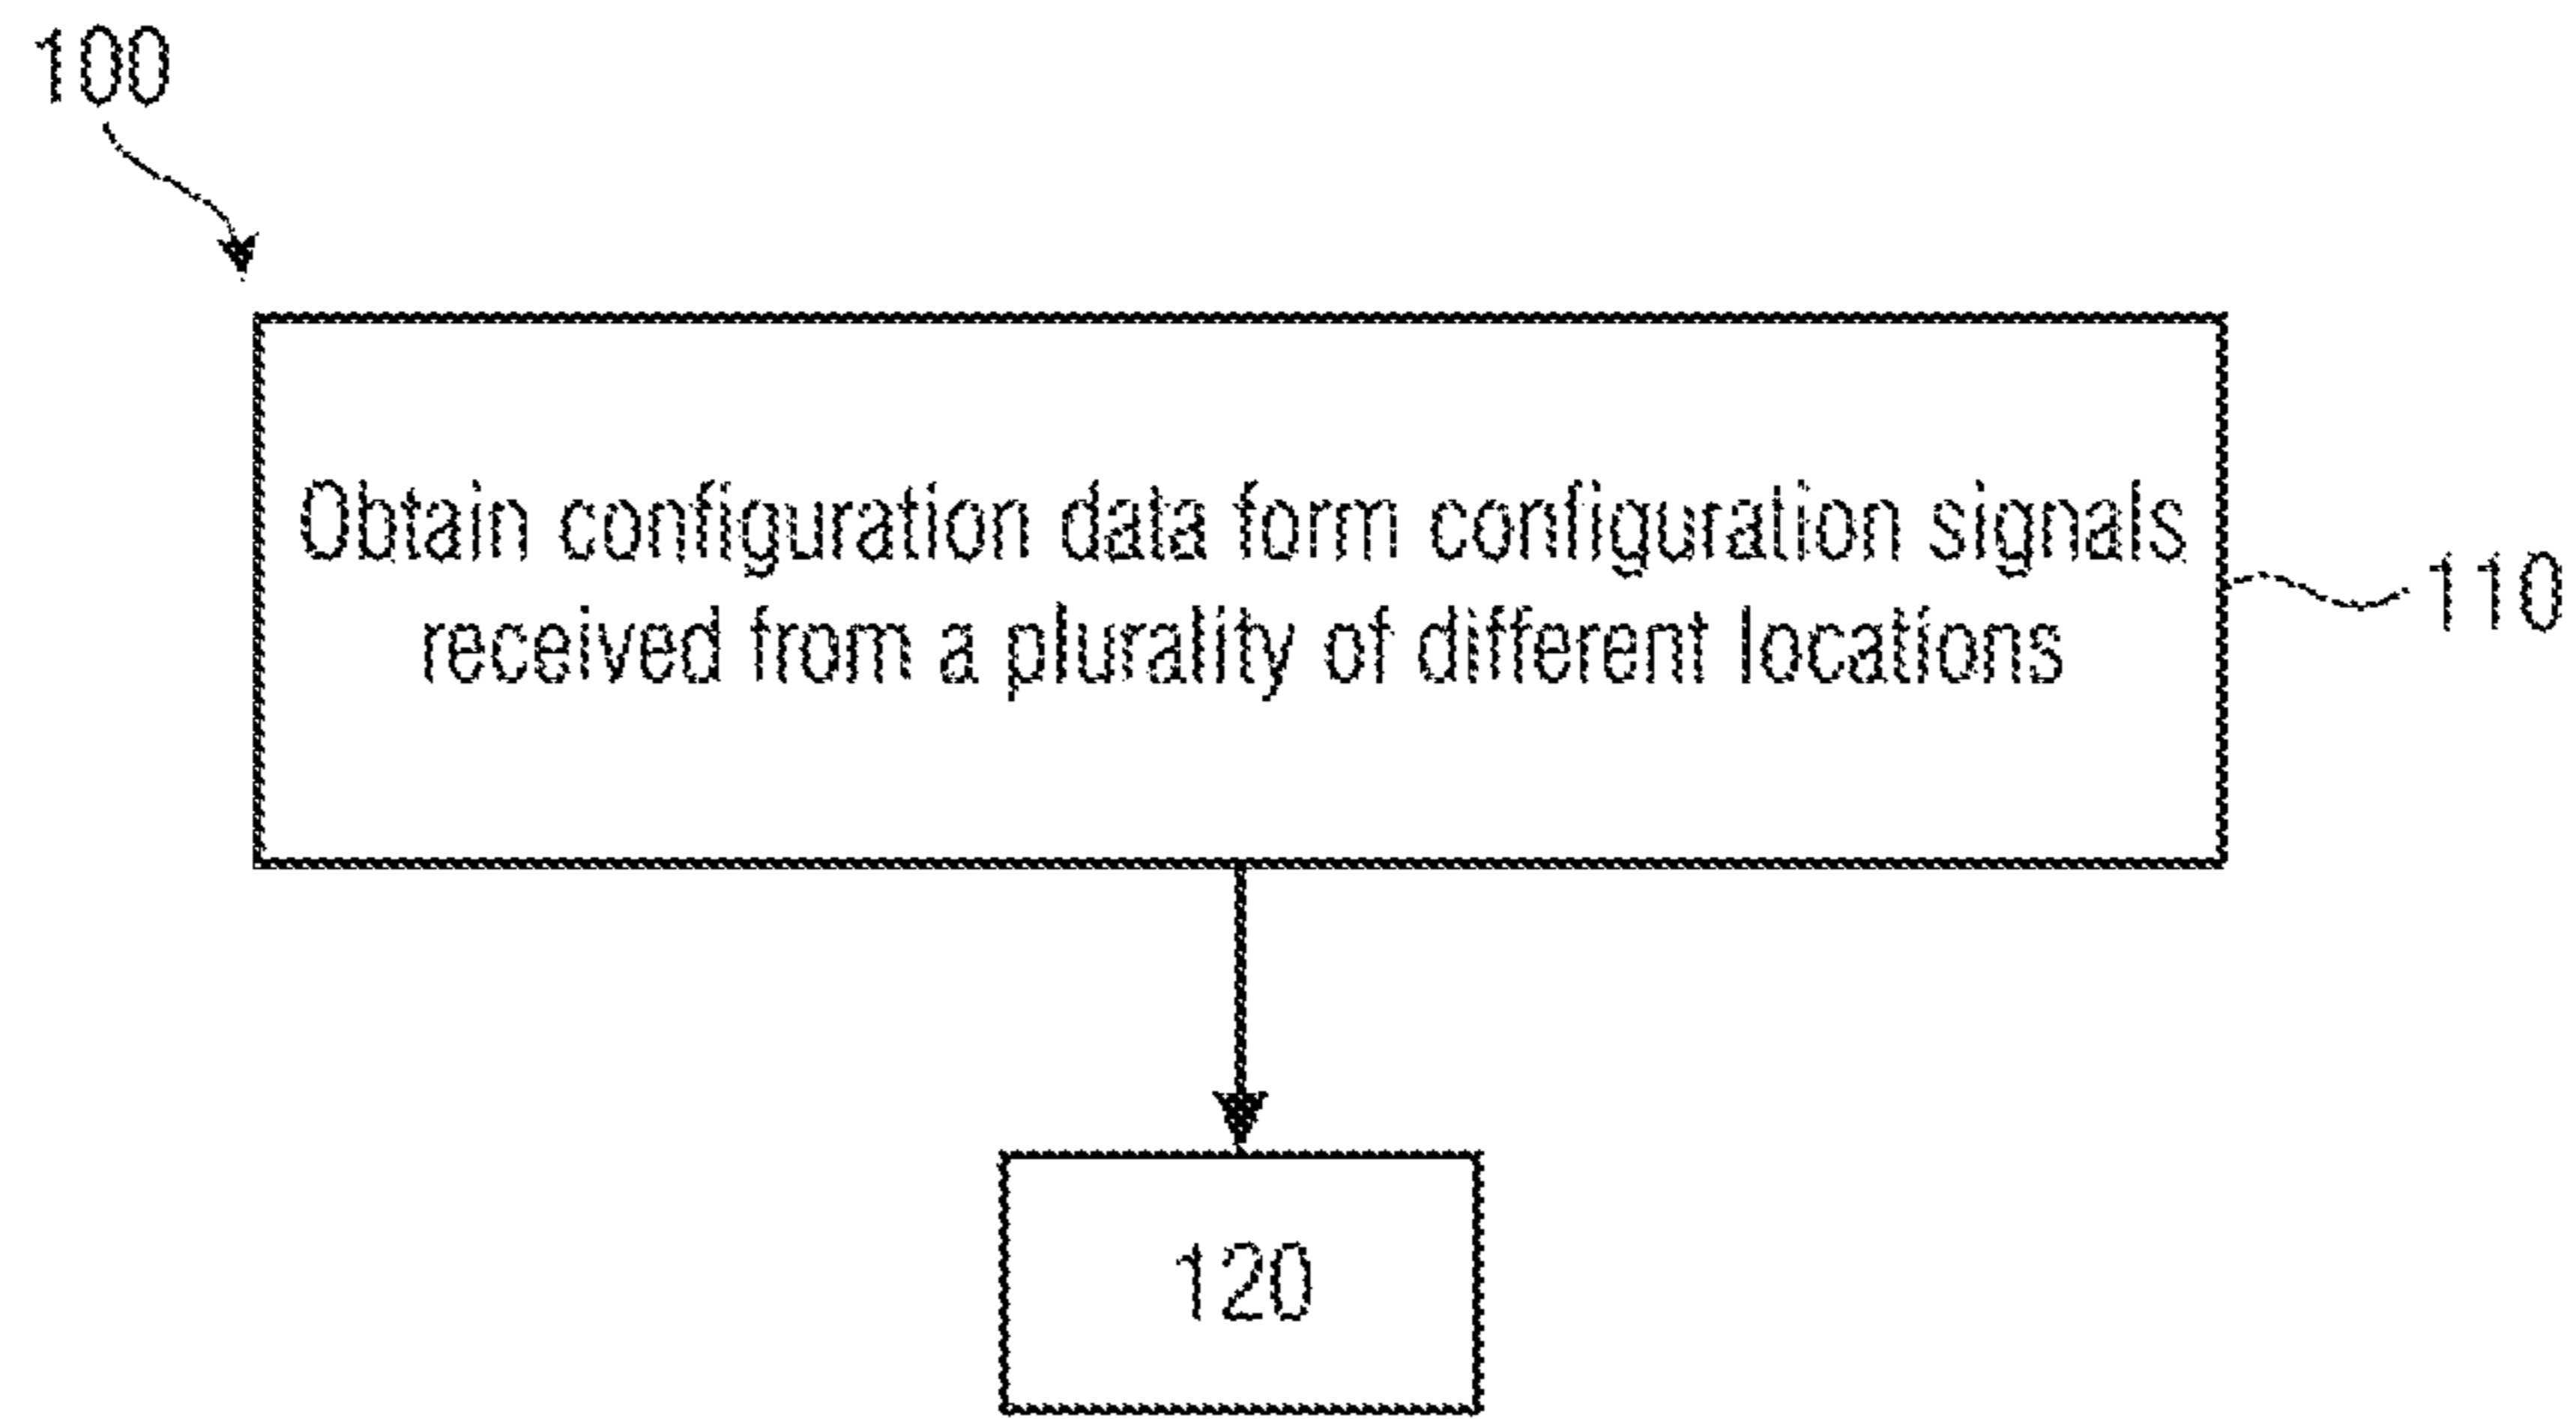 100
Obtain configuration data form configuration signals
received from a plurality of different locations
110
120